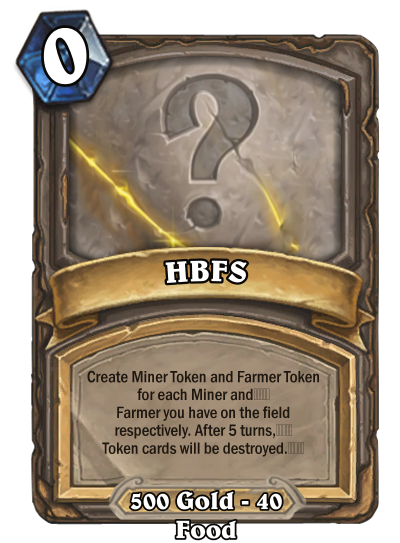 0
HBFS
Create Miner Token and Farmer Token
for each Miner and
Farmer you have on the field
respectively. After 5 turns,
Token cards will be destroyed.
500 Gold - 40
Food